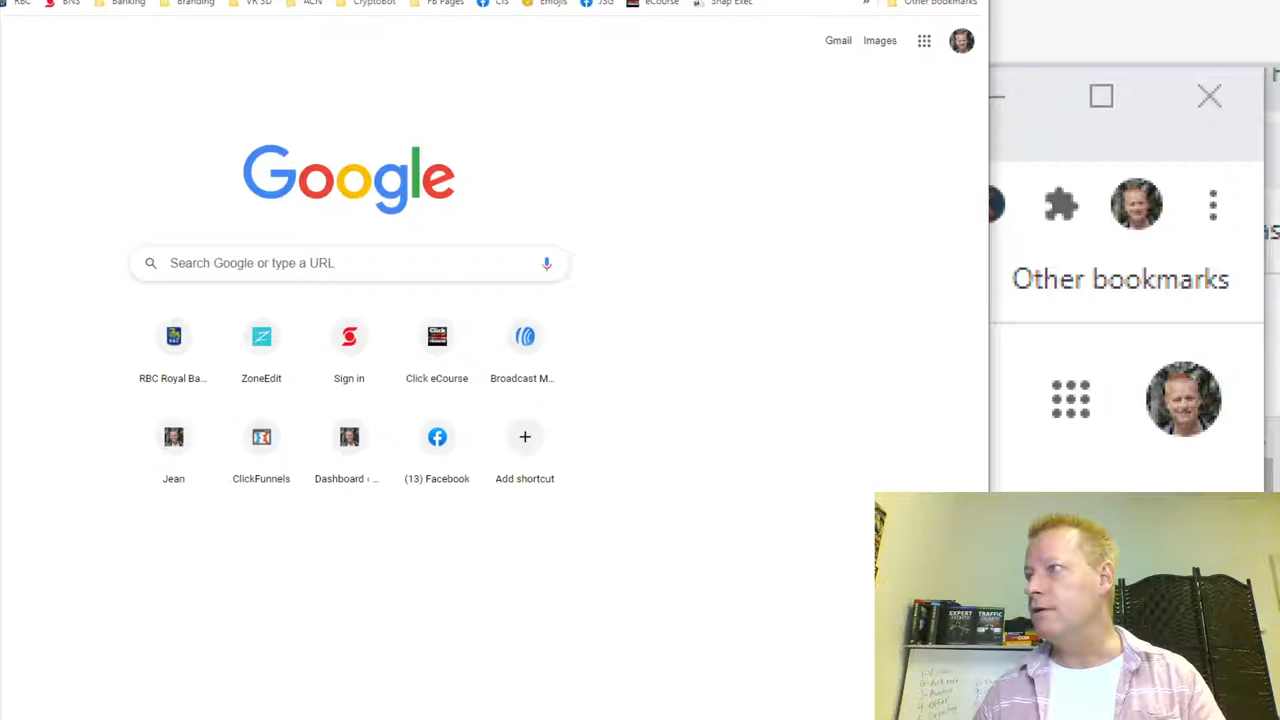 RBC BNS Banking Branding VR 3D ACN CryptoBot FB Pages CIS Emojis JSG eCourse Snap Exec » Other bookmarks
Gmail Images
Google
Search Google or type a URL
RBC Royal Ba... ZoneEdit Sign in Click eCourse Broadcast M...
Jean ClickFunnels Dashboard ‹ ... (13) Facebook Add shortcut
Other bookmarks
EXPERT TRAFFIC
SECRETS